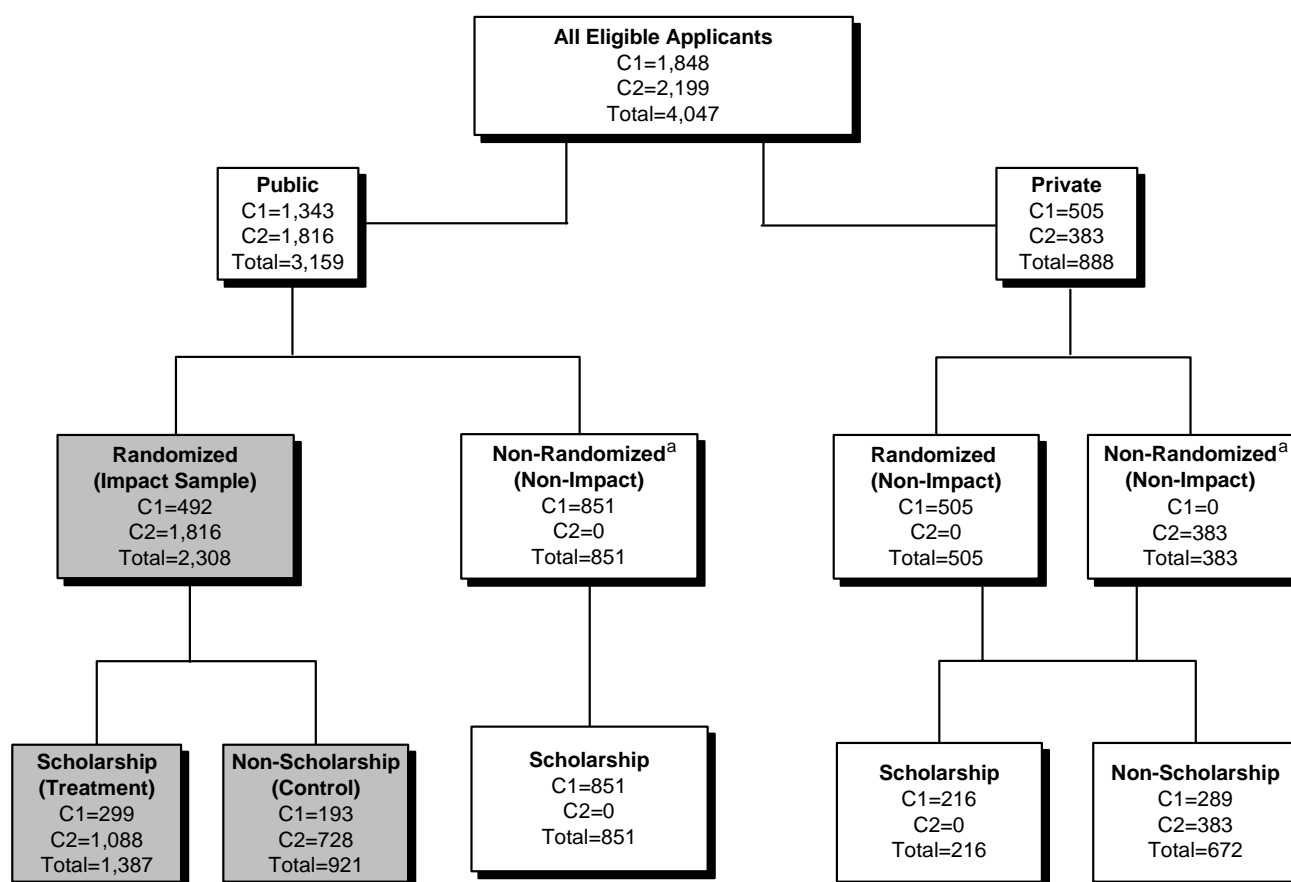 All Eligible Applicants
C1=1,848
C2=2,199
Total=4,047
Public
C1=1,343
C2=1,816
Total=3,159
Private
C1=505
C2=383
Total=888
Randomized
(Impact Sample)
C1=492
C2=1,816
Total=2,308
Non-Randomized a
(Non-Impact)
C1=851
C2=0
Total=851
Randomized
(Non-Impact)
C1=505
C2=0
Total=505
Non-Randomized a
(Non-Impact)
C1=0
C2=383
Total=383
Scholarship
(Treatment)
C1=299
C2=1,088
Total=1,387
Non-Scholarship
(Control)
C1=193
C2=728
Total=921
Scholarship
C1=851
C2=0
Total=851
Scholarship
C1=216
C2=0
Total=216
Non-Scholarship
C1=289
C2=383
Total=672